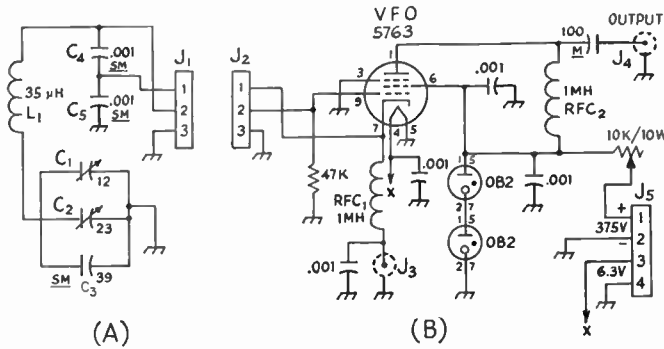 VFO
5763
C4
.001
SM
C5
.001
SM
35 µH
L1
J1
1
2
3
C1
12
C2
23
SM
39
C3
(A)
J2
1
2
3
1
3
9
6
7
4
5
.001
47K
RFC1
1MH
.001
X
.001
J3
1
5
OB2
2
7
1
5
OB2
2
7
.001
100
M
OUTPUT
J4
1MH
RFC2
10K/10W
J5
+
375V
−
6.3V
1
2
3
4
X
(B)